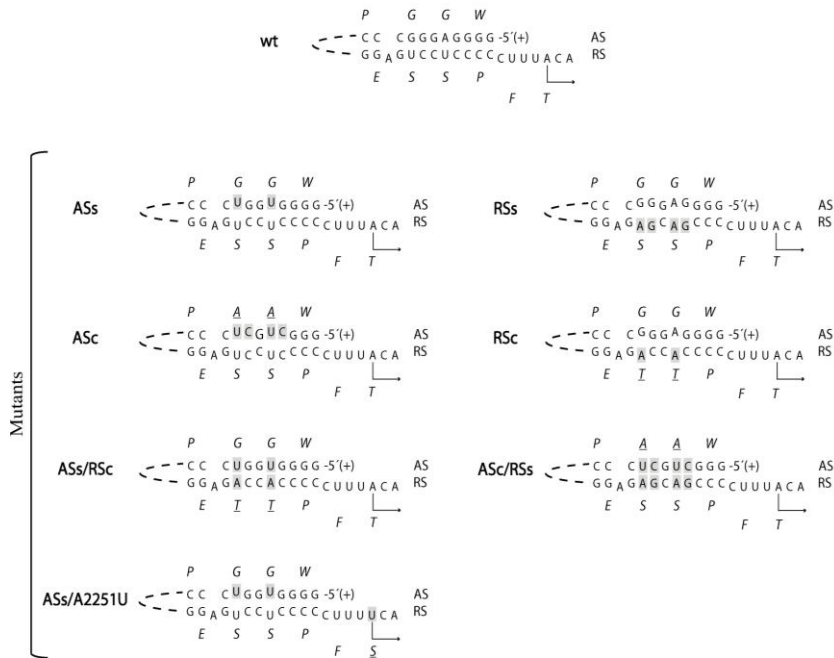 P G G W
wt
CC CGGGAGGGG-5´(+) AS
GGAGUCCUCCCCCUUUACA RS
E S S P
F T
Mutants
P G G W
ASs
CC CUGGUGGGG-5´(+) AS
GGAGUCCUCCCCCUUUACA RS
E S S P
F T
P G G W
RSs
CC CGGGAGGGG-5´(+) AS
GGAGAGCAGCCCCUUUACA RS
E S S P
F T
P A A W
ASc
CC CUCGUCGGG-5´(+) AS
GGAGUCCUCCCCCUUUACA RS
E S S P
F T
P G G W
RSc
CC CGGGAGGGG-5´(+) AS
GGAGACCACCCCCUUUACA RS
E T T P
F T
P G G W
ASs/RSc
CC CUGGUGGGG-5´(+) AS
GGAGACCACCCCCUUUACA RS
E T T P
F T
P A A W
ASc/RSs
CC CUCGUCGGG-5´(+) AS
GGAGAGCAGCCCCUUUACA RS
E S S P
F T
P G G W
ASs/A2251U
CC CUGGUGGGG-5´(+) AS
GGAGUCCUCCCCCUUUUCA RS
E S S P
F S